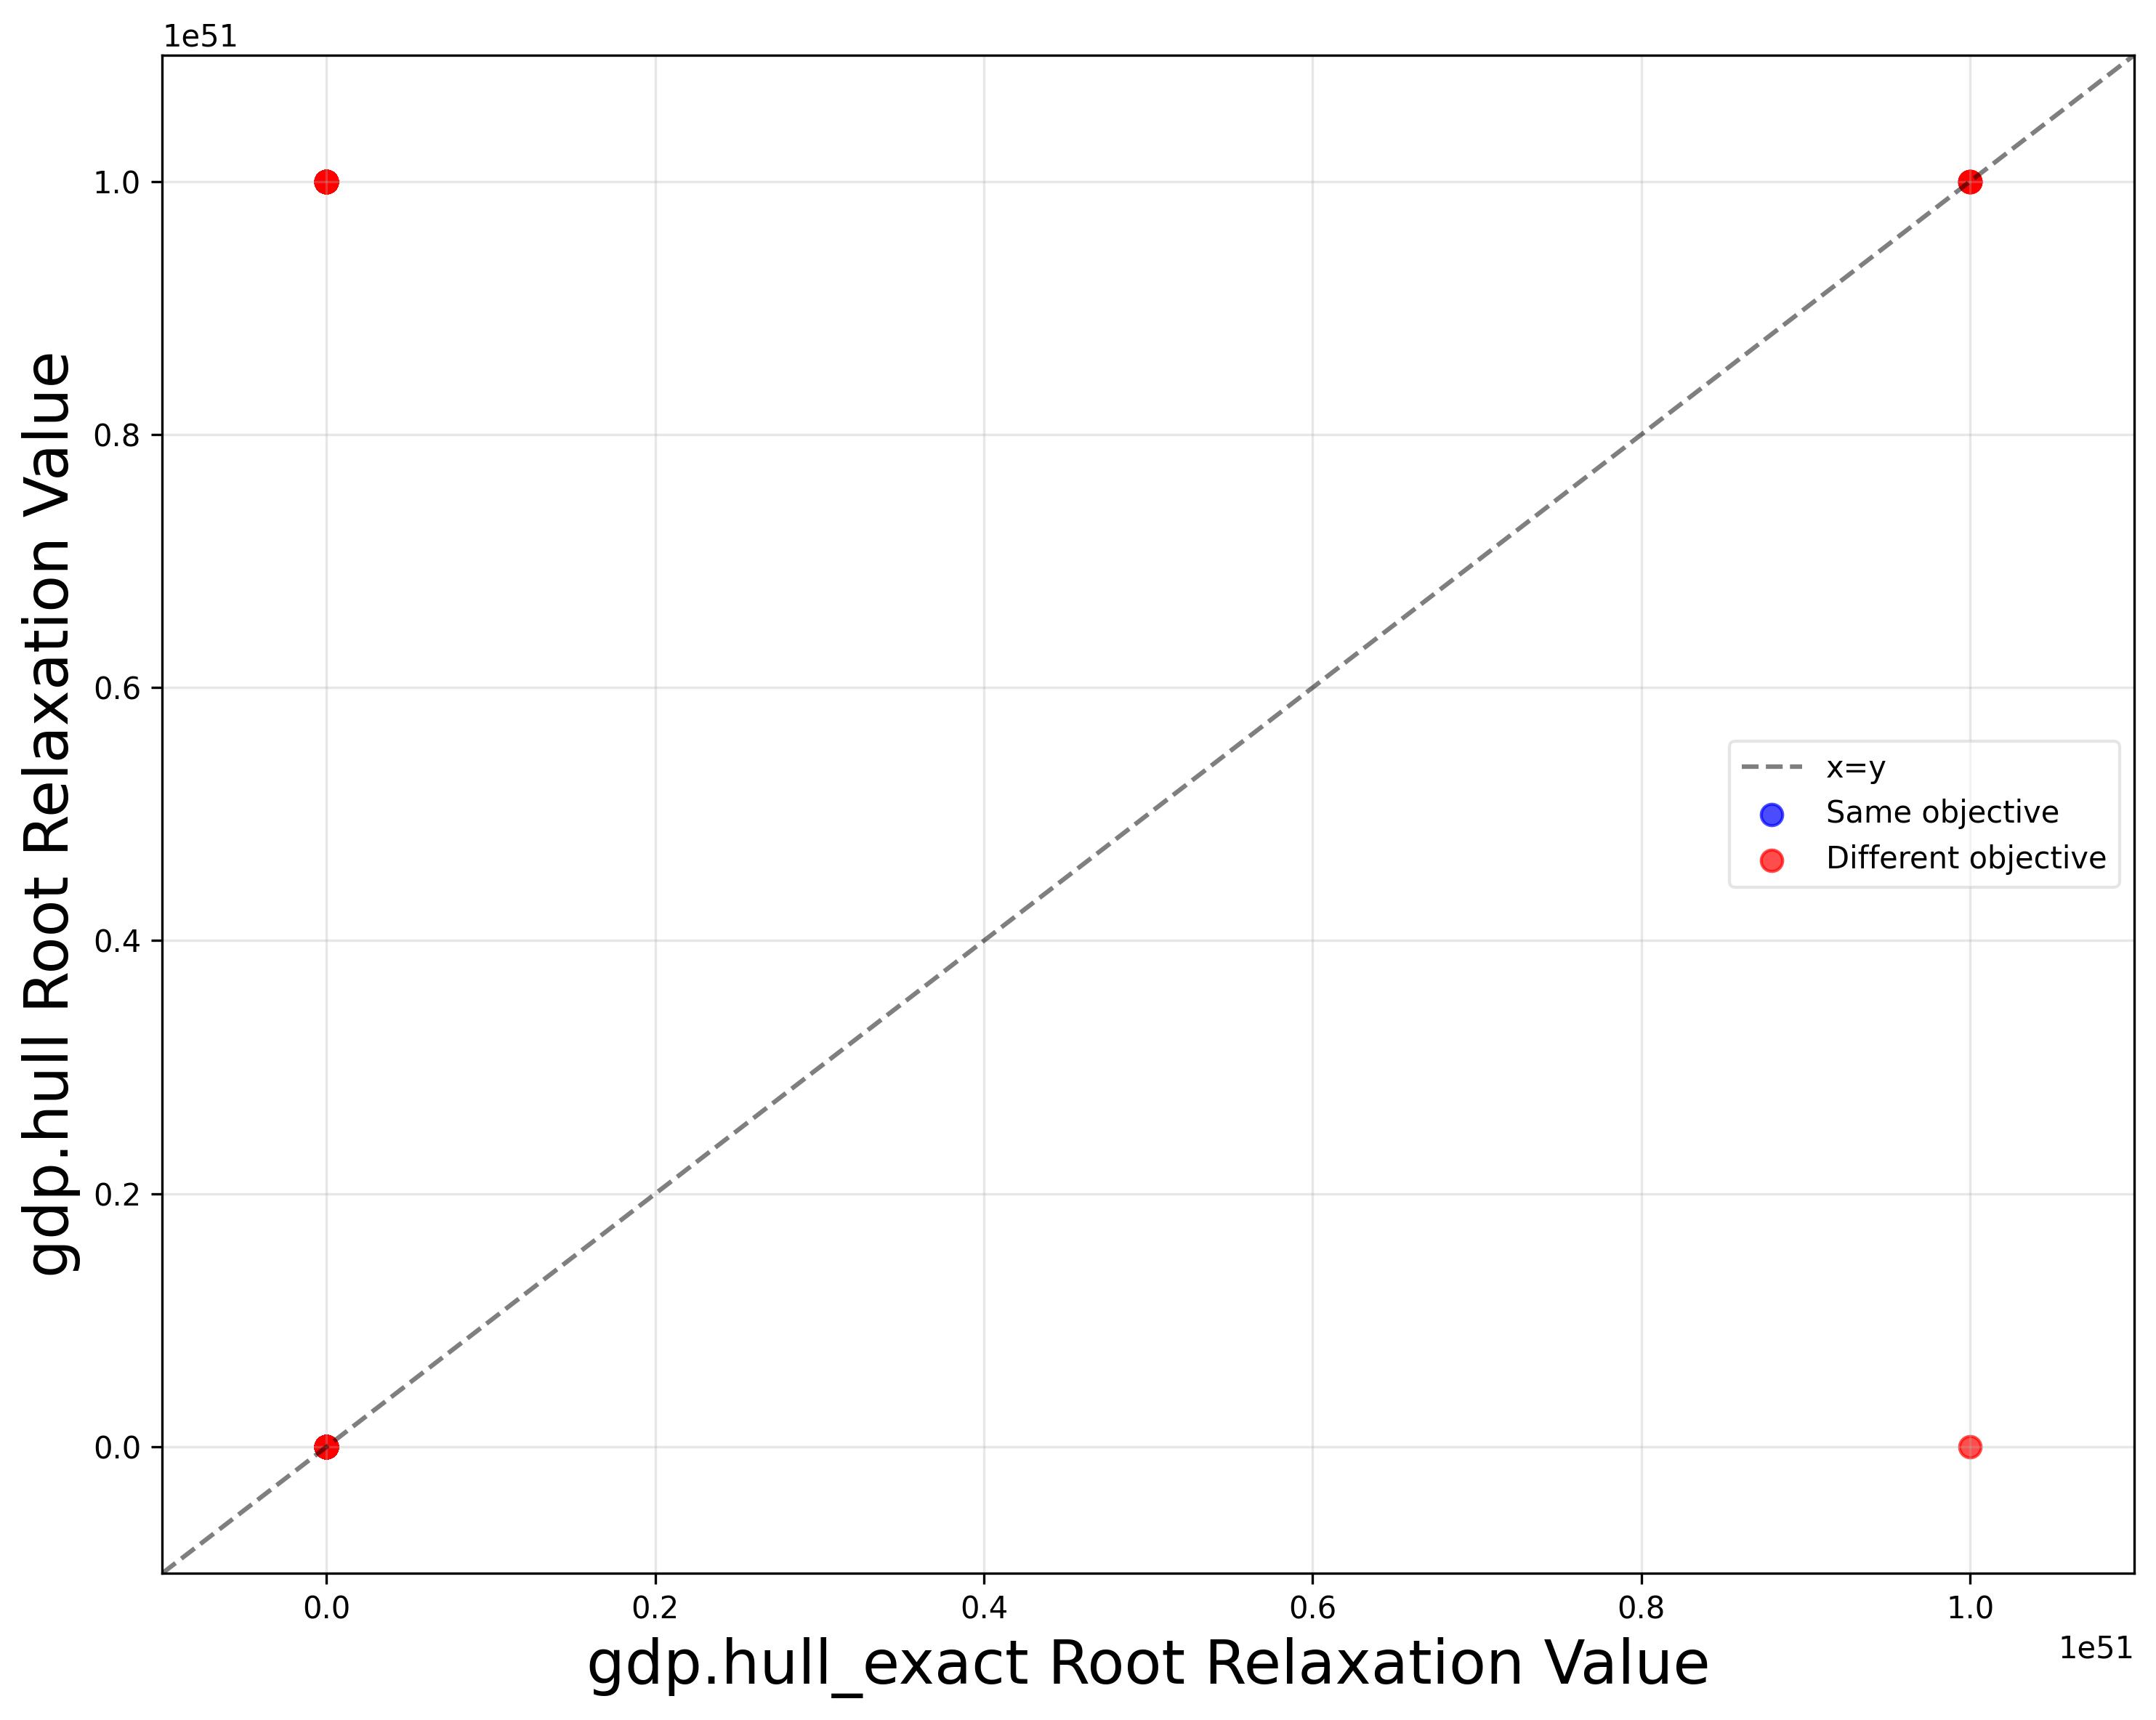 1e51
1.0
0.8
0.6
0.4
0.2
0.0
gdp.hull Root Relaxation Value
x=y
Same objective
Different objective
0.0 0.2 0.4 0.6 0.8 1.0
1e51
gdp.hull_exact Root Relaxation Value